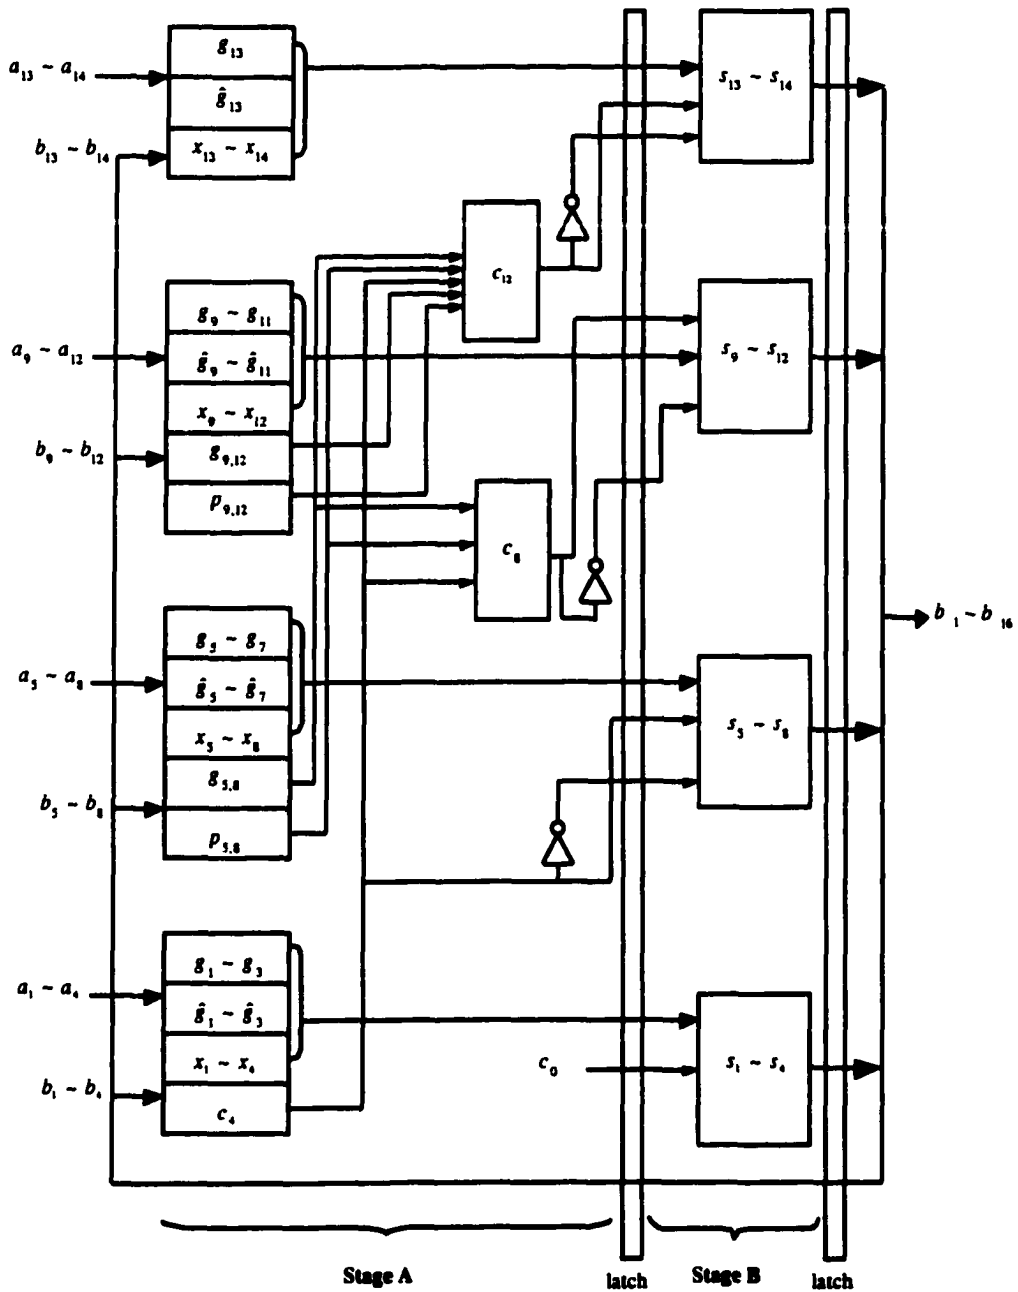 a₁₃ ~ a₁₄
b₁₃ ~ b₁₄
g₁₃
ĝ₁₃
x₁₃ ~ x₁₄
s₁₃ ~ s₁₄
c₁₂
a₉ ~ a₁₂
b₉ ~ b₁₂
g₉ ~ g₁₁
ĝ₉ ~ ĝ₁₁
x₉ ~ x₁₂
g₉,₁₂
p₉,₁₂
s₉ ~ s₁₂
c₈
b₁ ~ b₁₆
a₅ ~ a₈
b₅ ~ b₈
g₅ ~ g₇
ĝ₅ ~ ĝ₇
x₅ ~ x₈
g₅,₈
p₅,₈
s₅ ~ s₈
a₁ ~ a₄
b₁ ~ b₄
g₁ ~ g₃
ĝ₁ ~ ĝ₃
x₁ ~ x₄
c₄
c₀
s₁ ~ s₄
Stage A
latch
Stage B
latch